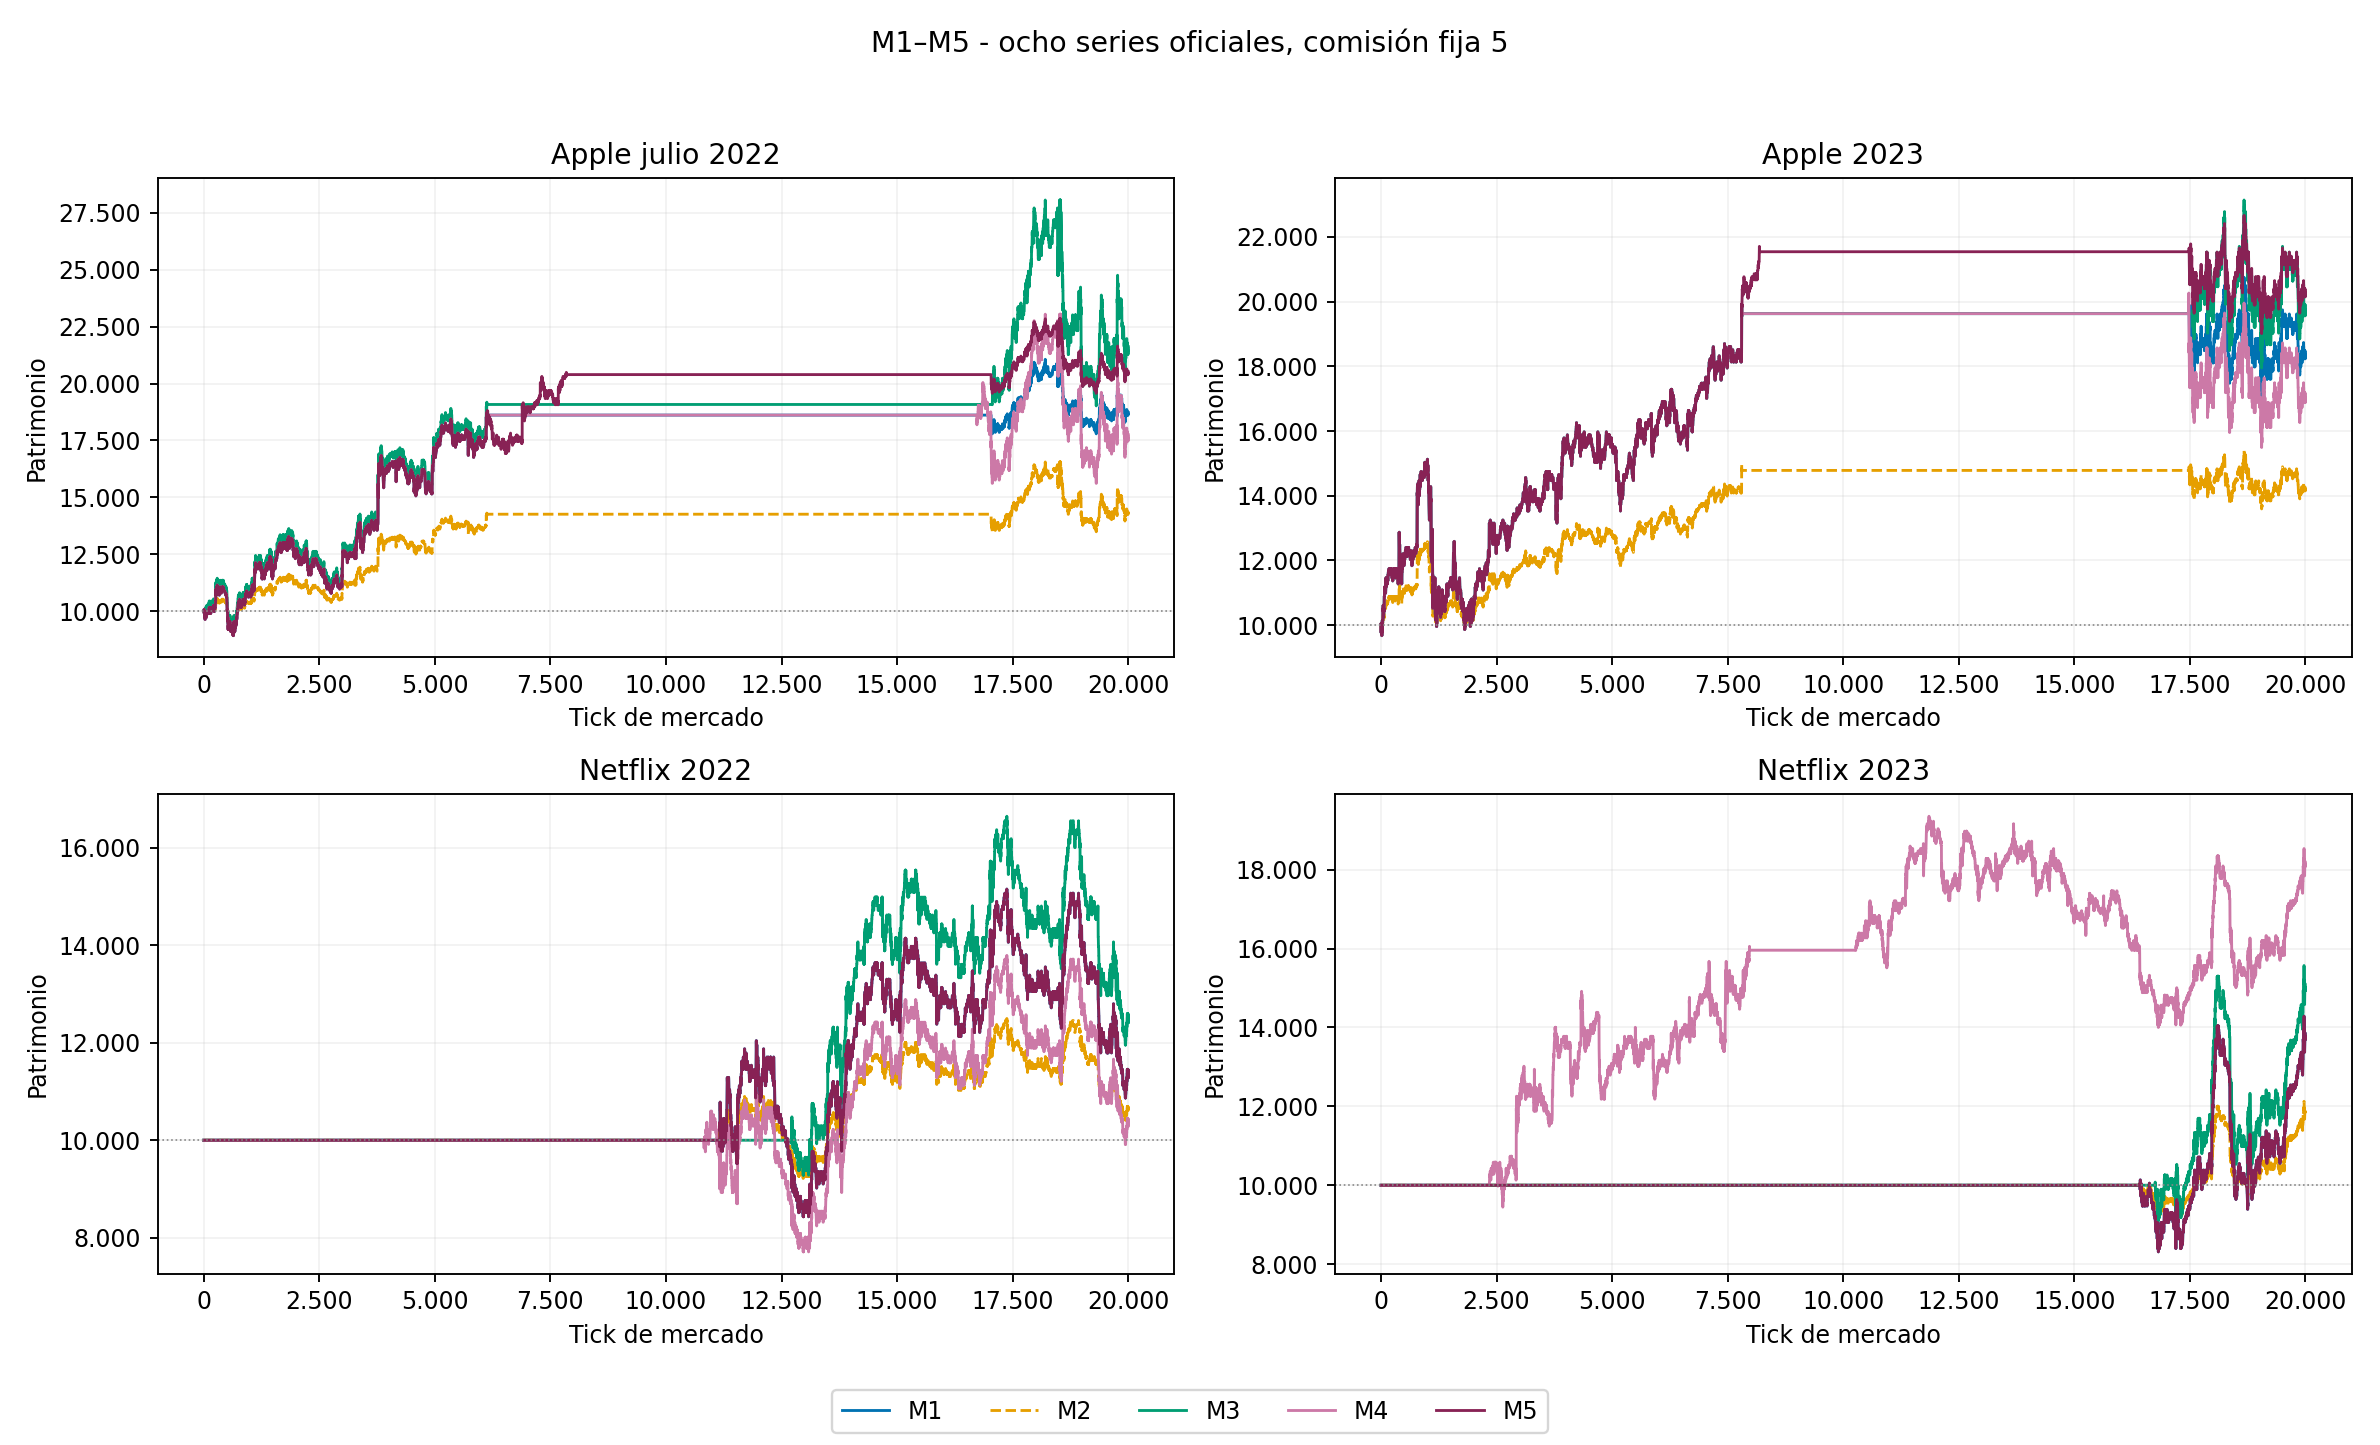 M1–M5 - ocho series oficiales, comisión fija 5
Apple julio 2022
27.500
25.000
22.500
20.000
17.500
15.000
12.500
10.000
Patrimonio
0 2.500 5.000 7.500 10.000 12.500 15.000 17.500 20.000
Tick de mercado
Apple 2023
22.000
20.000
18.000
16.000
14.000
12.000
10.000
Patrimonio
0 2.500 5.000 7.500 10.000 12.500 15.000 17.500 20.000
Tick de mercado
Netflix 2022
16.000
14.000
12.000
10.000
8.000
Patrimonio
0 2.500 5.000 7.500 10.000 12.500 15.000 17.500 20.000
Tick de mercado
Netflix 2023
18.000
16.000
14.000
12.000
10.000
8.000
Patrimonio
0 2.500 5.000 7.500 10.000 12.500 15.000 17.500 20.000
Tick de mercado
M1 M2 M3 M4 M5